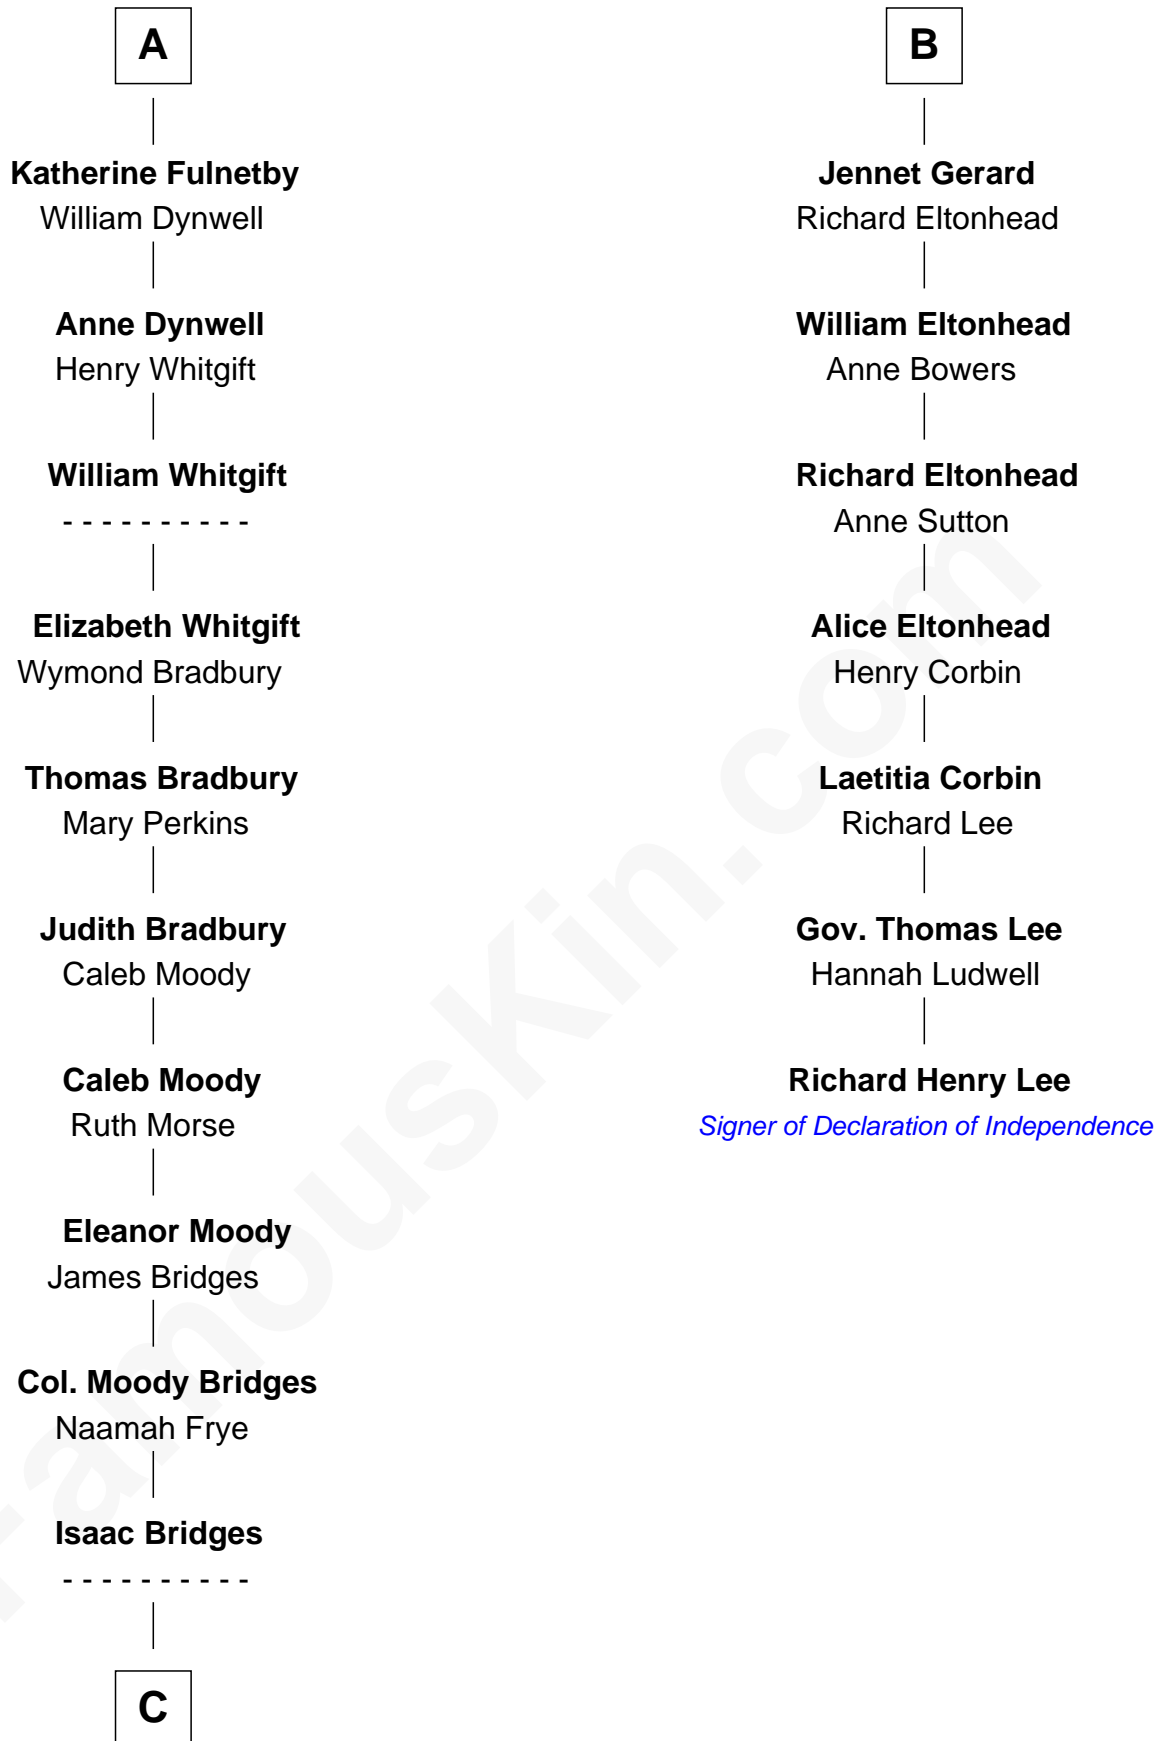 A
Katherine Fulnetby
William Dynwell
Anne Dynwell
Henry Whitgift
William Whitgift
- - - - - - - - - -
Elizabeth Whitgift
Wymond Bradbury
Thomas Bradbury
Mary Perkins
Judith Bradbury
Caleb Moody
Caleb Moody
Ruth Morse
Eleanor Moody
James Bridges
Col. Moody Bridges
Naamah Frye
Isaac Bridges
- - - - - - - - - -
C
B
Jennet Gerard
Richard Eltonhead
William Eltonhead
Anne Bowers
Richard Eltonhead
Anne Sutton
Alice Eltonhead
Henry Corbin
Laetitia Corbin
Richard Lee
Gov. Thomas Lee
Hannah Ludwell
Richard Henry Lee
Signer of Declaration of Independence
FamousKin.com